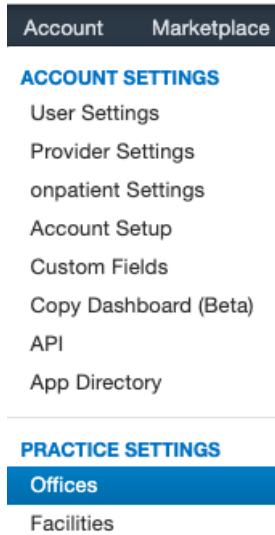 Account Marketplace
ACCOUNT SETTINGS
User Settings
Provider Settings
onpatient Settings
Account Setup
Custom Fields
Copy Dashboard (Beta)
API
App Directory
PRACTICE SETTINGS
Offices
Facilities